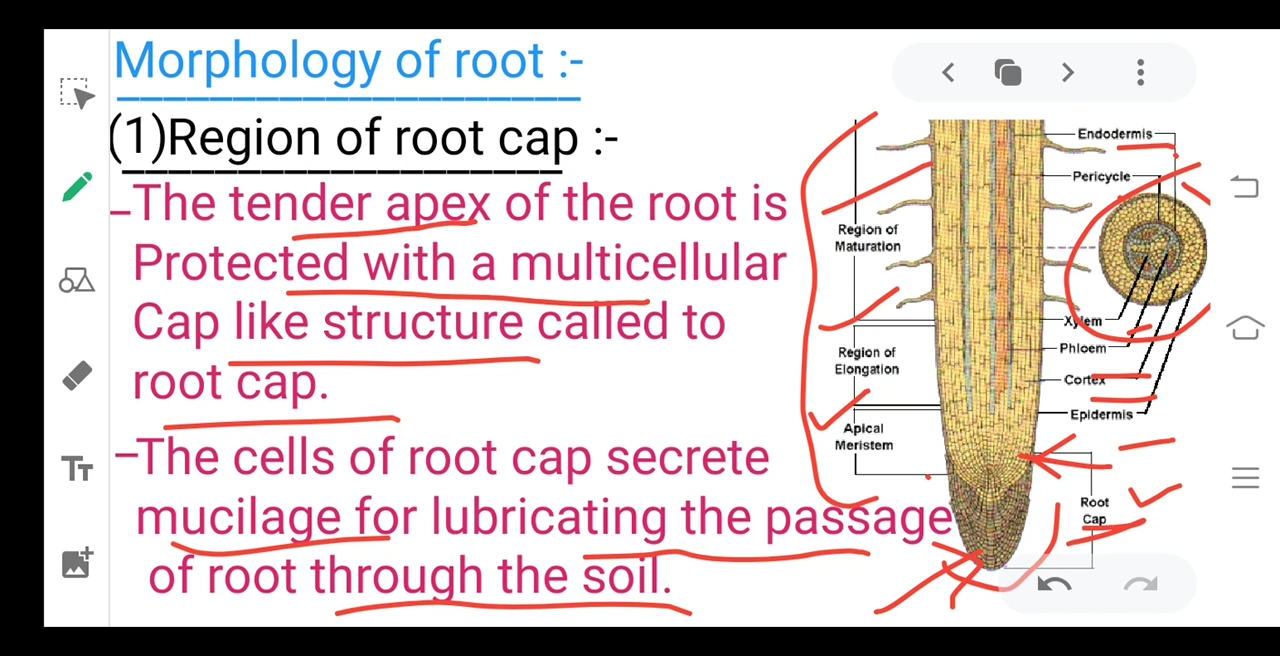 Morphology of root :-
(1)Region of root cap :-
–The tender apex of the root is
Protected with a multicellular
Cap like structure called to
root cap.
–The cells of root cap secrete
mucilage for lubricating the passage
of root through the soil.
Endodermis
Pericycle
Region of
Maturation
Xylem
Phloem
Region of
Elongation
Cortex
Epidermis
Apical
Meristem
Root
Cap
TT